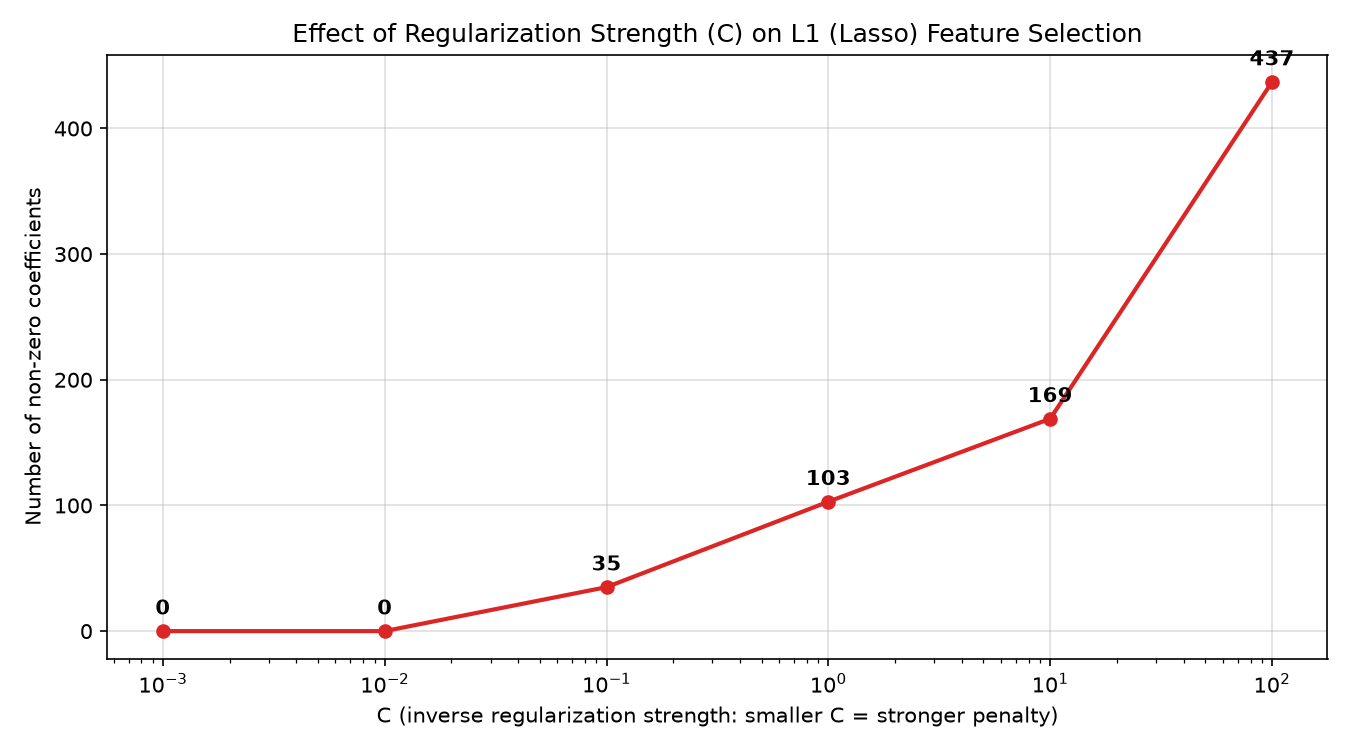 Effect of Regularization Strength (C) on L1 (Lasso) Feature Selection
437
400
300
200
169
103
100
35
0 0
0
Number of non-zero coefficients
10⁻³ 10⁻² 10⁻¹ 10⁰ 10¹ 10²
C (inverse regularization strength: smaller C = stronger penalty)